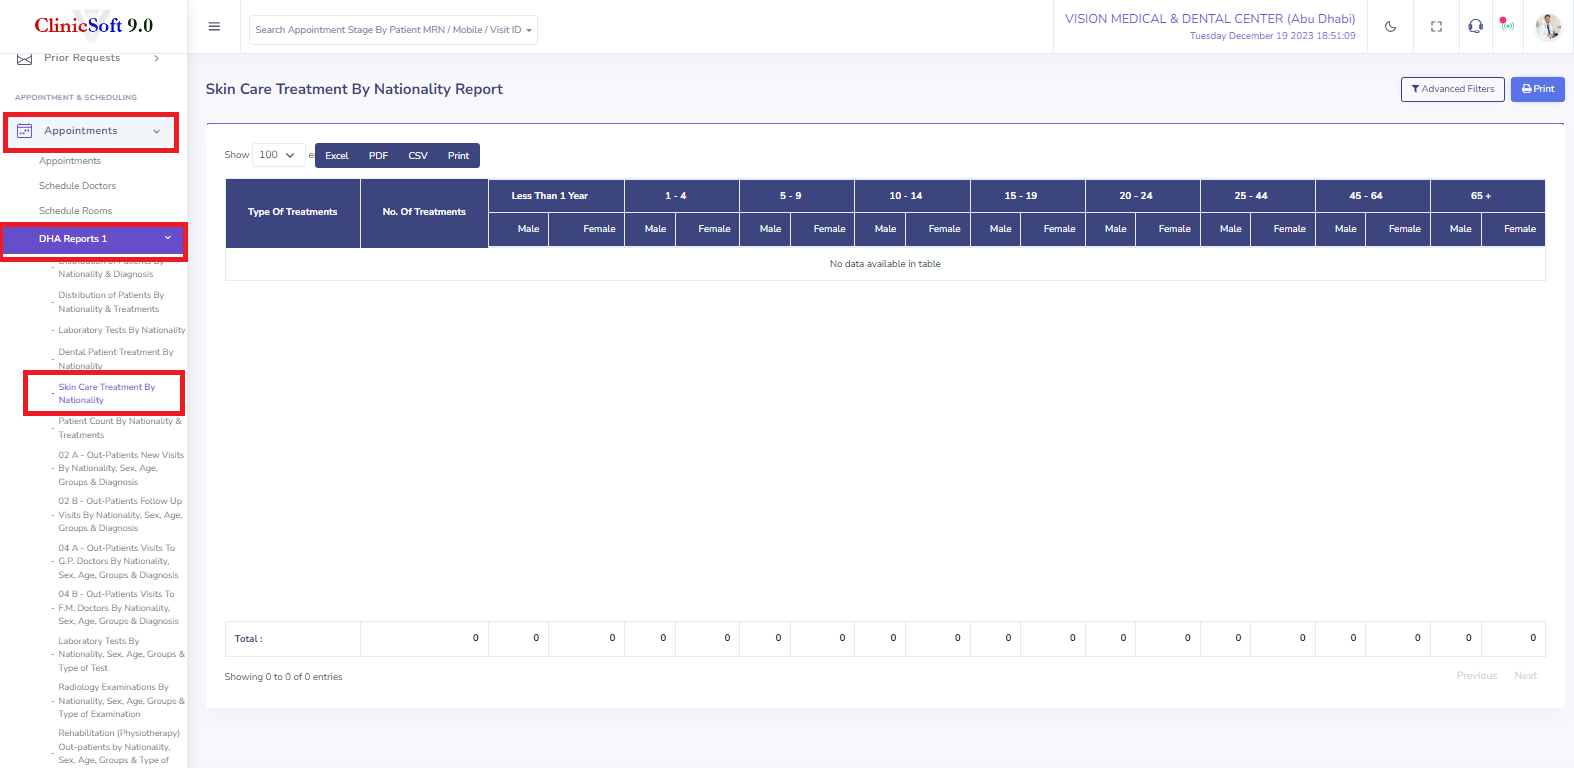 ClinicSoft 9.0
Search Appointment Stage By Patient MRN / Mobile / Visit ID
VISION MEDICAL & DENTAL CENTER (Abu Dhabi)
Tuesday December 19 2023 18:51:09
Prior Requests
APPOINTMENT & SCHEDULING
Appointments
Appointments
Schedule Doctors
Schedule Rooms
DHA Reports 1
Distribution of Patients By
Nationality & Diagnosis
- Distribution of Patients By
Nationality & Treatments
- Laboratory Tests By Nationality
- Dental Patient Treatment By
Nationality
- Skin Care Treatment By
Nationality
- Patient Count By Nationality &
Treatments
02 A - Out-Patients New Visits
- By Nationality, Sex, Age,
Groups & Diagnosis
02 B - Out-Patients Follow Up
- Visits By Nationality, Sex, Age,
Groups & Diagnosis
04 A - Out-Patients Visits To
- G.P. Doctors By Nationality,
Sex, Age, Groups & Diagnosis
04 B - Out-Patients Visits To
- F.M. Doctors By Nationality,
Sex, Age, Groups & Diagnosis
Laboratory Tests By
- Nationality, Sex, Age, Groups &
Type of Test
Radiology Examinations By
- Nationality, Sex, Age, Groups &
Type of Examination
Rehabilitation (Physiotherapy)
- Out-patients by Nationality,
Sex, Age, Groups & Type of
Skin Care Treatment By Nationality Report
Advanced Filters Print
Show 100 Excel PDF CSV Print
Type Of Treatments No. Of Treatments Less Than 1 Year 1 - 4 5 - 9 10 - 14 15 - 19 20 - 24 25 - 44 45 - 64 65 +
Male Female Male Female Male Female Male Female Male Female Male Female Male Female Male Female Male Female
No data available in table
Total : 0 0 0 0 0 0 0 0 0 0 0 0 0 0 0 0 0 0 0
Showing 0 to 0 of 0 entries
Previous Next